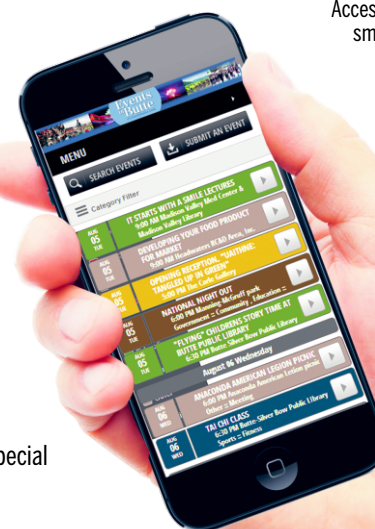 Acces
sm
Events
in Butte
MENU
SEARCH EVENTS
SUBMIT AN EVENT
Category Filter
AUG
05
TUE
IT STARTS WITH A SMILE LECTURES
9:00 AM Madison Valley Med Center &
Madison Valley Library
AUG
05
TUE
DEVELOPING YOUR FOOD PRODUCT
FOR MARKET
9:00 AM Headwaters RC&D Area, Inc.
AUG
05
TUE
OPENING RECEPTION, "JAITHNE:
TANGLED UP IN GREEN"
5:00 PM The Carle Gallery
AUG
05
TUE
NATIONAL NIGHT OUT
6:00 PM Manning McGruff park
Government :: Community, Education ::
AUG
05
TUE
"FLYING" CHILDRENS STORY TIME AT
BUTTE PUBLIC LIBRARY
6:30 PM Butte Silver Bow Public Library
August 06 Wednesday
AUG
06
WED
ANACONDA AMERICAN LEGION PICNIC
6:00 PM Anaconda American Legion picnic
Other :: Meeting
AUG
06
WED
TAI CHI CLASS
6:30 PM Butte-Silver Bow Public Library
Sports :: Fitness
pecial